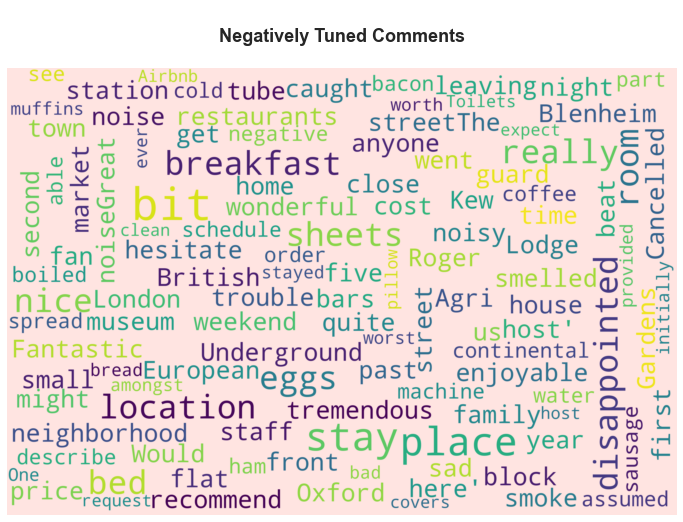 Negatively Tuned Comments
see
Airbnb
station
cold
tube
caught
bacon
leaving
night
part
muffins
noise
restaurants
worth
Toilets
Blenheim
town
get
negative
streetThe
expect
ever
anyone
really
room
Cancelled
second
able
market
noiseGreat
breakfast
went
guard
home
close
coffee
beat
bit
wonderful
cost
Kew
time
clean
schedule
sheets
noisy
Lodge
provided
fan
hesitate
order
pillow
Roger
boiled
British
stayed
five
smelled
disappointed
initially
nice
London
trouble
bars
street
Agri
house
Gardens
spread
museum
weekend
quite
us
host'
Fantastic
Underground
worst
continental
first
small
bread
European
eggs
past
enjoyable
might
amongst
machine
water
location
tremendous
family
host
sausage
neighborhood
staff
stay
place
year
describe
Would
ham
front
bad
sad
One
flat
here'
block
price
bed
request
recommend
Oxford
covers
smoke
assumed